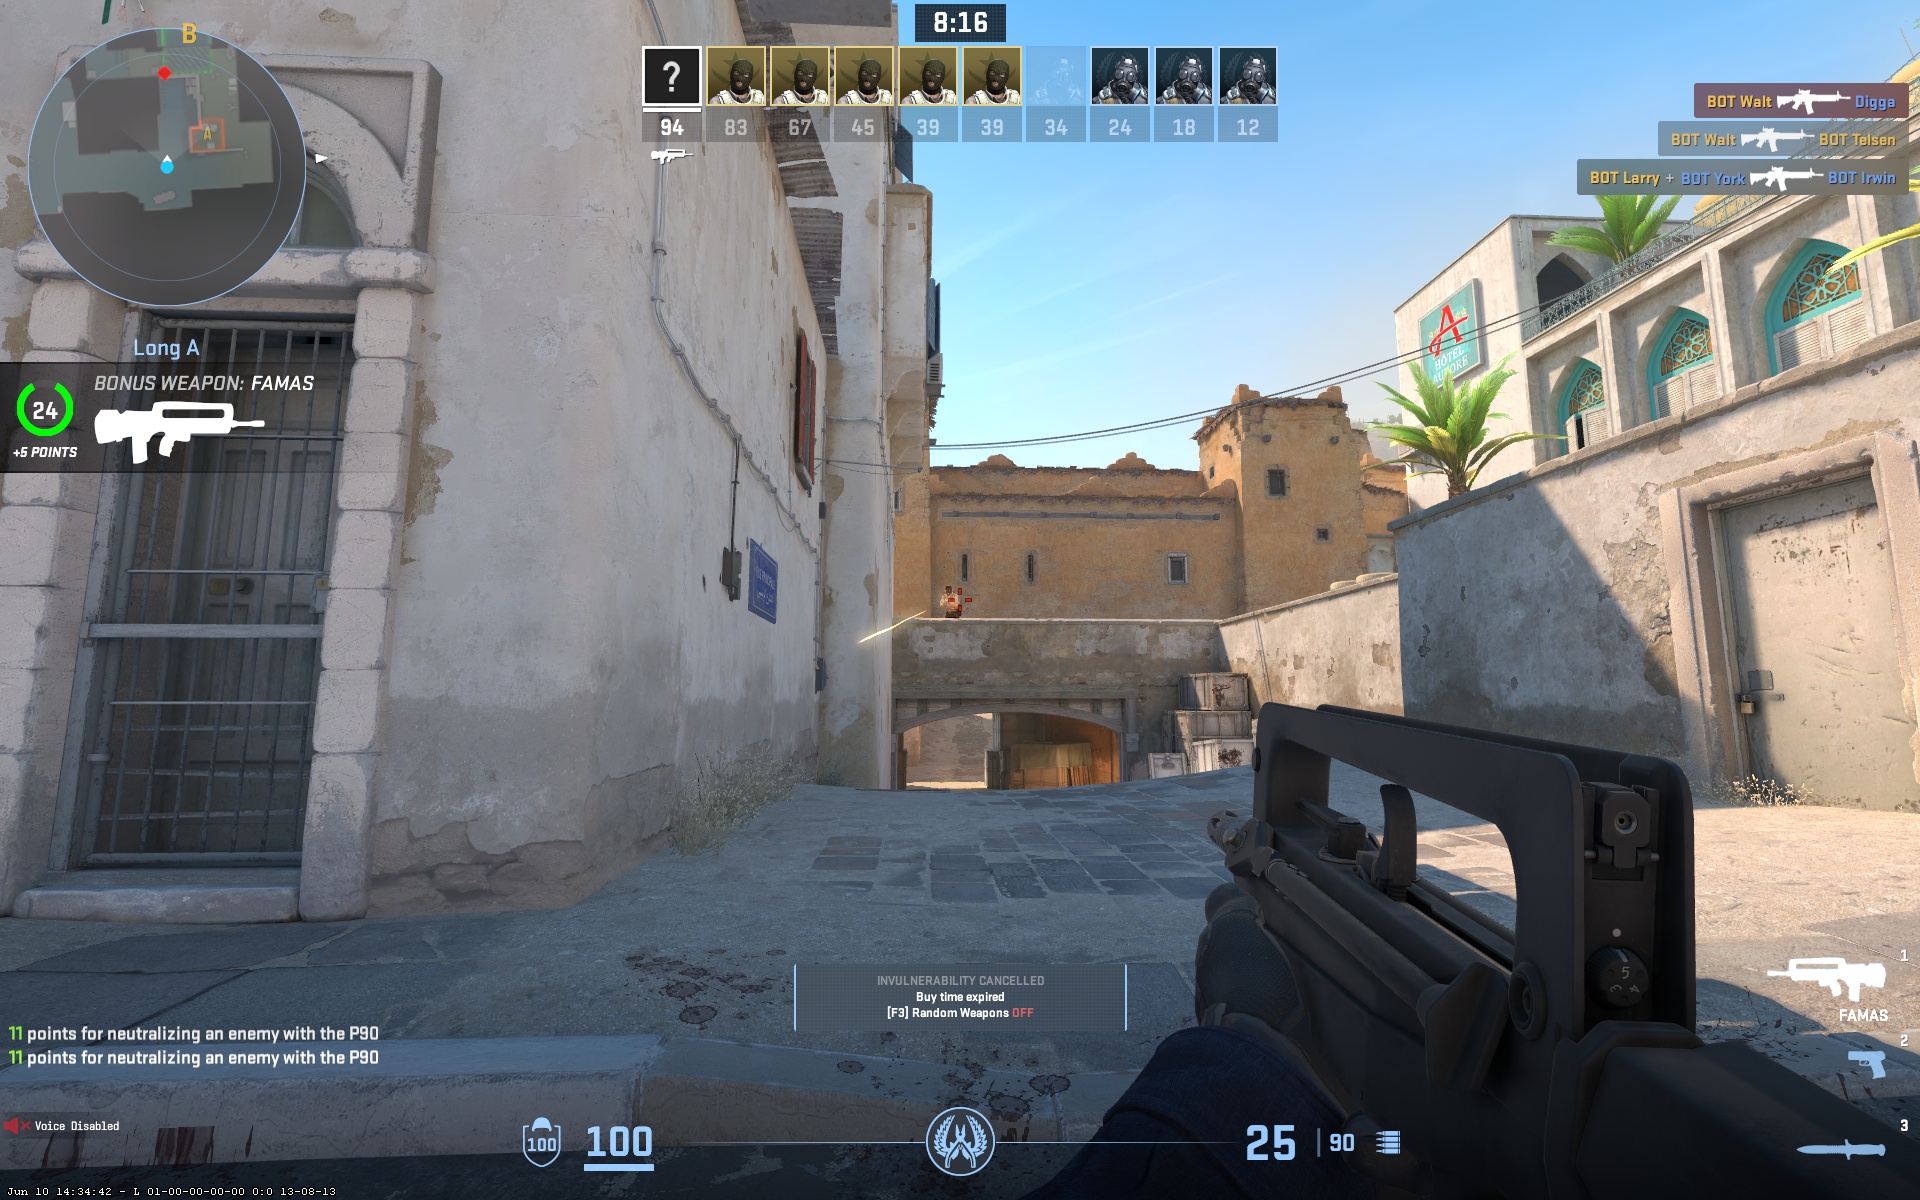 8:16
B
?
94 83 67 45 39 39 34 24 18 12
BOT Walt Digga
BOT Walt BOT Telsen
BOT Larry + BOT York BOT Irwin
A
Long A
BONUS WEAPON: FAMAS
24
+5 POINTS
A
HÔTEL
AURORE
INVULNERABILITY CANCELLED
Buy time expired
[F3] Random Weapons OFF
1
FAMAS
2
3
11 points for neutralizing an enemy with the P90
11 points for neutralizing an enemy with the P90
Voice Disabled
100 100
25 | 90
5
Jun 10 14:34:42 - L 01-00-00-00-00 0:0 13-08-13